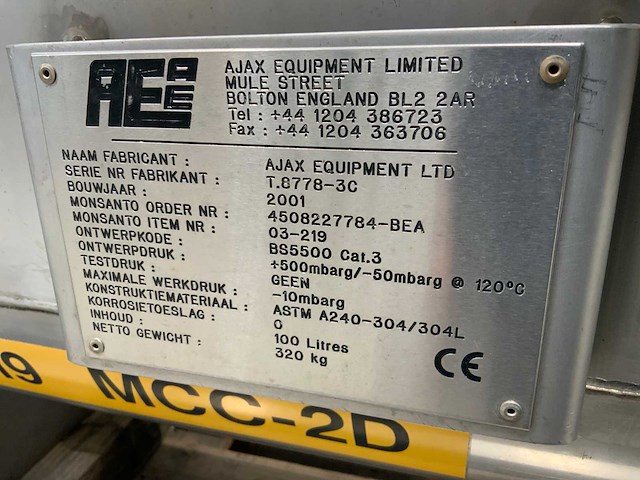 AEAEE
AJAX EQUIPMENT LIMITED
MULE STREET
BOLTON ENGLAND BL2 2AR
Tel : +44 1204 386723
Fax : +44 1204 363706
NAAM FABRICANT : AJAX EQUIPMENT LTD
SERIE NR FABRIKANT : T.8778-3C
BOUWJAAR : 2001
MONSANTO ORDER NR : 4508227784-BEA
MONSANTO ITEM NR : 03-219
ONTWERPKODE : BS5500 Cat.3
ONTWERPDRUK : +500mbarg/-50mbarg @ 120°C
TESTDRUK : GEEN
MAXIMALE WERKDRUK : -10mbarg
KONSTRUKTIEMATERIAAL : ASTM A240-304/304L
KORROSIETOESLAG : 0
INHOUD : 100 Litres
NETTO GEWICHT : 320 kg
CE
19 MCC-2D